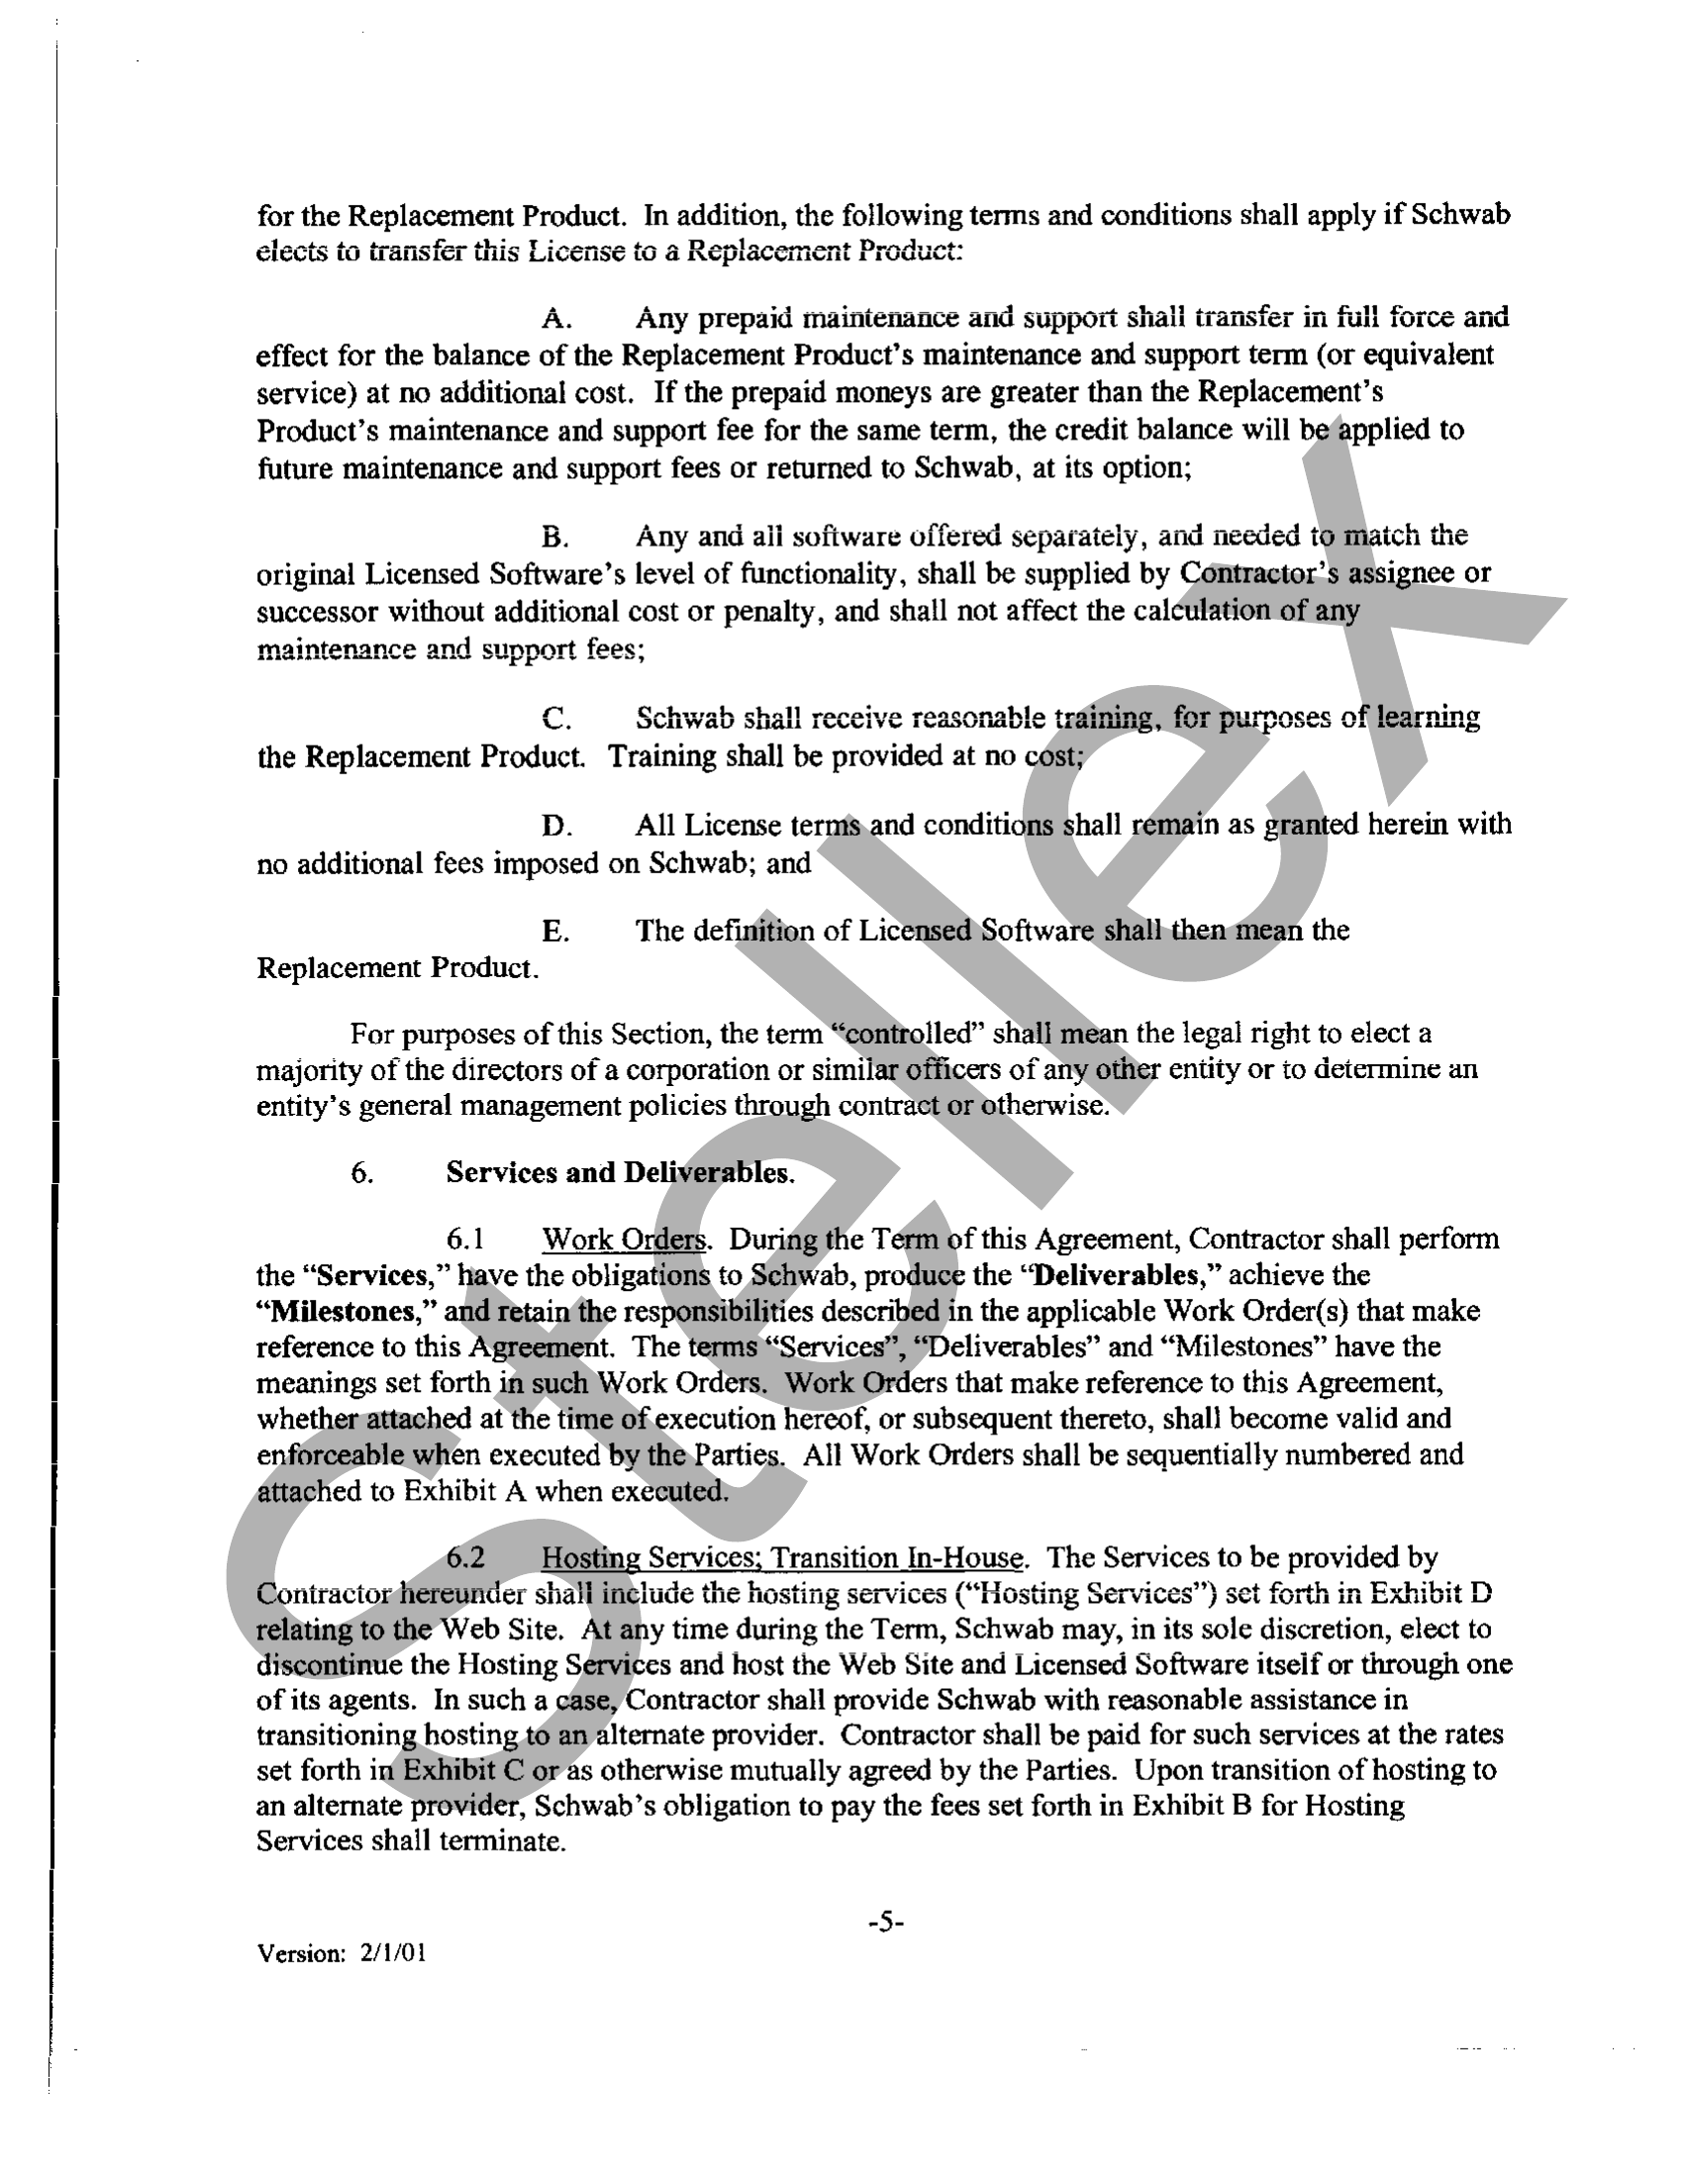 for the Replacement Product. In addition, the following terms and conditions shall apply if Schwab
elects to transfer this License to a Replacement Product:
A. Any prepaid maintenance and support shall transfer in full force and
effect for the balance of the Replacement Product's maintenance and support term (or equivalent
service) at no additional cost. If the prepaid moneys are greater than the Replacement's
Product's maintenance and support fee for the same term, the credit balance will be applied to
future maintenance and support fees or returned to Schwab, at its option;
B. Any and all software offered separately, and needed to match the
original Licensed Software's level of functionality, shall be supplied by Contractor's assignee or
successor without additional cost or penalty, and shall not affect the calculation of any
maintenance and support fees;
C. Schwab shall receive reasonable training, for purposes of learning
the Replacement Product. Training shall be provided at no cost;
D. All License terms and conditions shall remain as granted herein with
no additional fees imposed on Schwab; and
E. The definition of Licensed Software shall then mean the
Replacement Product.
For purposes of this Section, the term “controlled” shall mean the legal right to elect a
majority of the directors of a corporation or similar officers of any other entity or to determine an
entity's general management policies through contract or otherwise.
6. Services and Deliverables.
6.1 Work Orders. During the Term of this Agreement, Contractor shall perform
the “Services,” have the obligations to Schwab, produce the “Deliverables,” achieve the
“Milestones,” and retain the responsibilities described in the applicable Work Order(s) that make
reference to this Agreement. The terms “Services”, “Deliverables” and “Milestones” have the
meanings set forth in such Work Orders. Work Orders that make reference to this Agreement,
whether attached at the time of execution hereof, or subsequent thereto, shall become valid and
enforceable when executed by the Parties. All Work Orders shall be sequentially numbered and
attached to Exhibit A when executed.
6.2 Hosting Services; Transition In-House. The Services to be provided by
Contractor hereunder shall include the hosting services (“Hosting Services”) set forth in Exhibit D
relating to the Web Site. At any time during the Term, Schwab may, in its sole discretion, elect to
discontinue the Hosting Services and host the Web Site and Licensed Software itself or through one
of its agents. In such a case, Contractor shall provide Schwab with reasonable assistance in
transitioning hosting to an alternate provider. Contractor shall be paid for such services at the rates
set forth in Exhibit C or as otherwise mutually agreed by the Parties. Upon transition of hosting to
an alternate provider, Schwab's obligation to pay the fees set forth in Exhibit B for Hosting
Services shall terminate.
-5-
Version: 2/1/01
Stellex